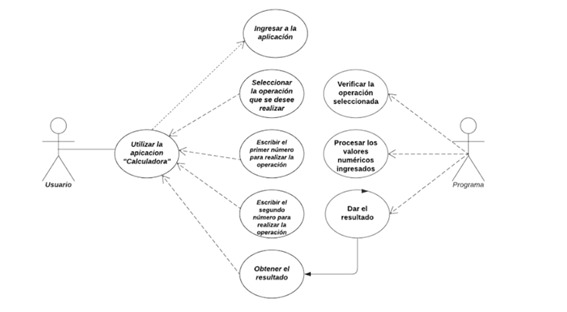 Ingresar a la
aplicación
Seleccionar
la operación
que se desee
realizar
Verificar la
operación
seleccionada
Utilizar la
apicacion
"Calculadora"
Escribir el
primer número
para realizar la
operación
Procesar los
valores
numéricos
ingresados
Usuario
Programa
Escribir el
segundo
número para
realizar la
operación
Dar el
resultado
Obtener el
resultado